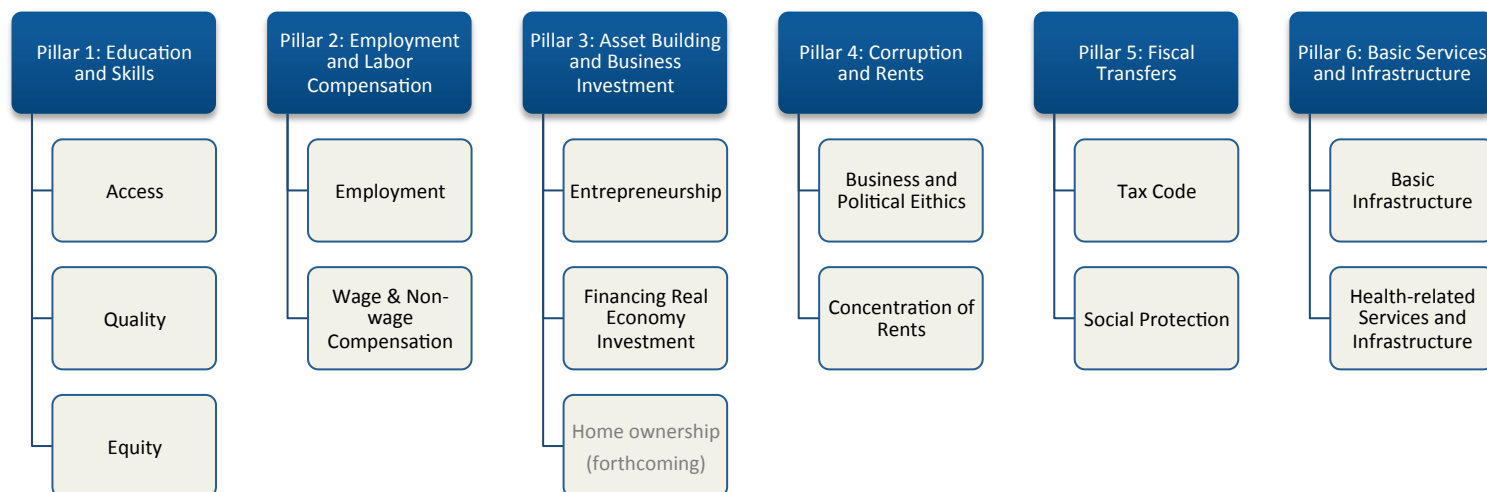 Pillar 1: Education
and Skills
Access
Quality
Equity
Pillar 2: Employment
and Labor
Compensation
Employment
Wage & Non-
wage
Compensation
Pillar 3: Asset Building
and Business
Investment
Entrepreneurship
Financing Real
Economy
Investment
Home ownership
(forthcoming)
Pillar 4: Corruption
and Rents
Business and
Political Eithics
Concentration of
Rents
Pillar 5: Fiscal
Transfers
Tax Code
Social Protection
Pillar 6: Basic Services
and Infrastructure
Basic
Infrastructure
Health-related
Services and
Infrastructure